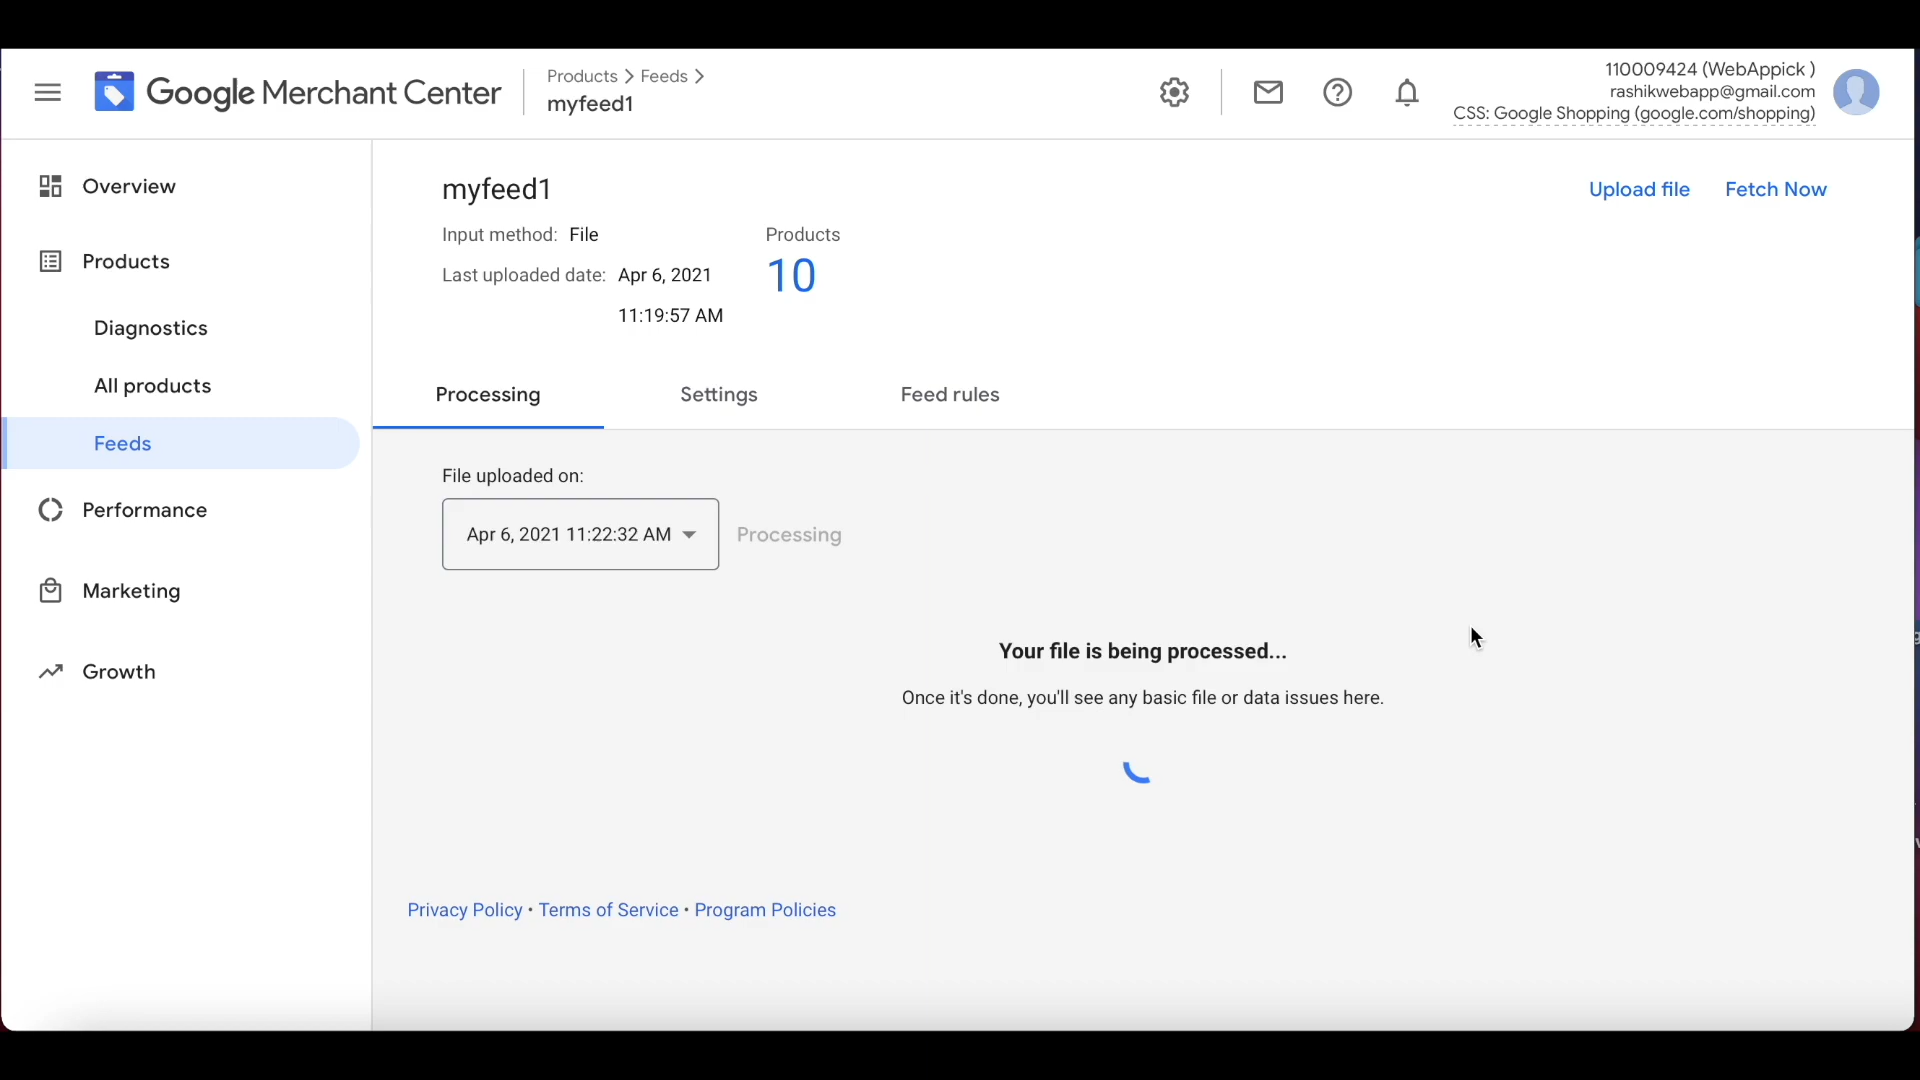 Google Merchant Center
Products > Feeds >
myfeed1
110009424 (WebAppick )
rashikwebapp@gmail.com
CSS: Google Shopping (google.com/shopping)
Overview
Products
Diagnostics
All products
Feeds
Performance
Marketing
Growth
myfeed1
Upload file
Fetch Now
Input method: File
Last uploaded date: Apr 6, 2021
11:19:57 AM
Products
10
Processing
Settings
Feed rules
File uploaded on:
Apr 6, 2021 11:22:32 AM
Processing
Your file is being processed...
Once it's done, you'll see any basic file or data issues here.
Privacy Policy • Terms of Service • Program Policies